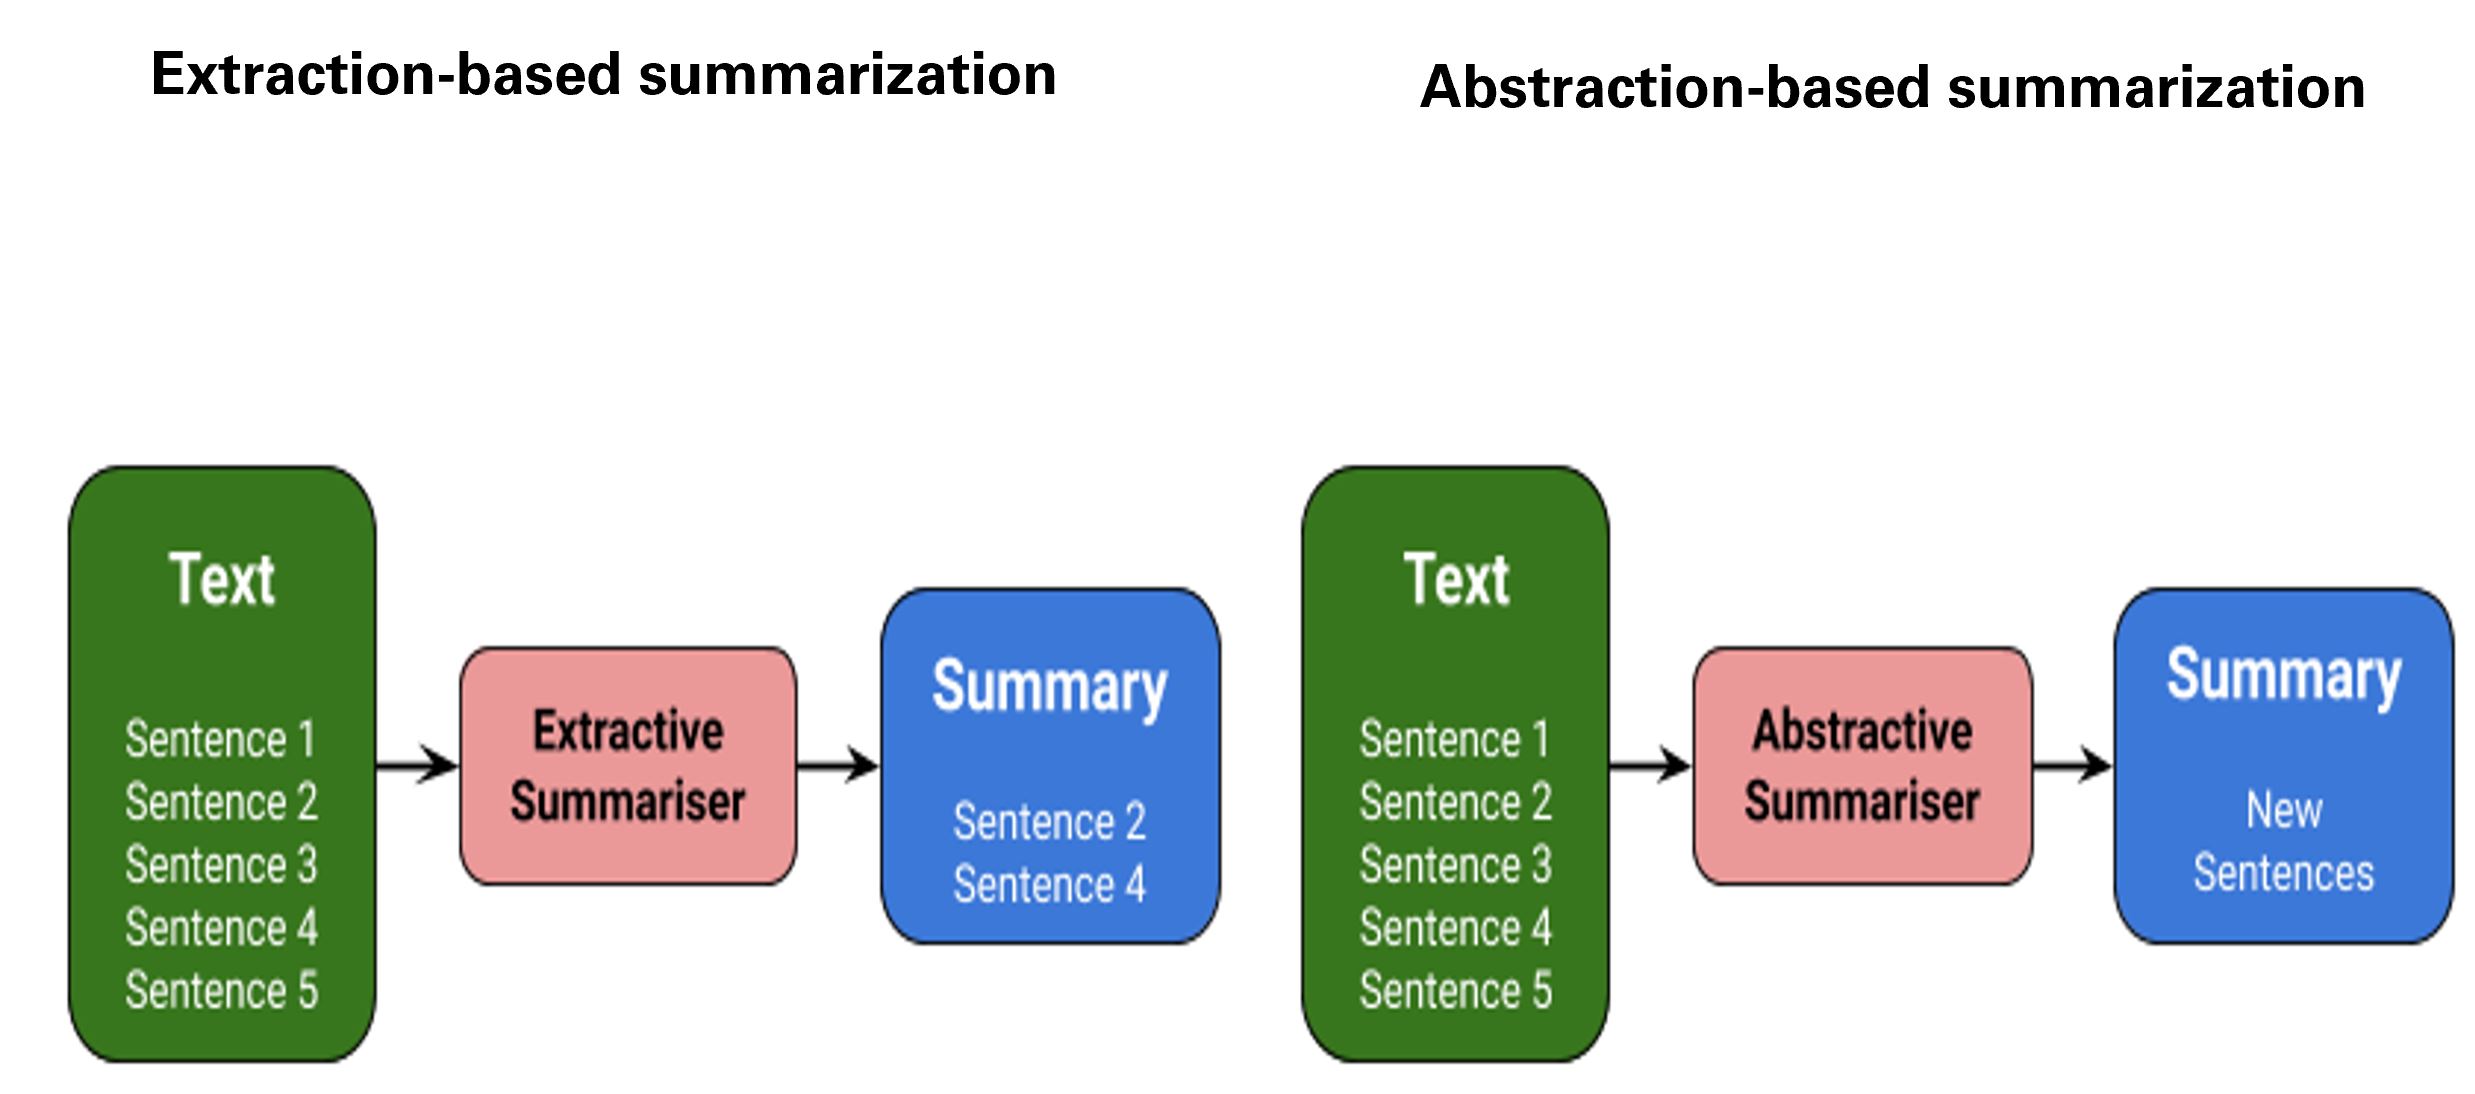 Extraction-based summarization
Text
Sentence 1
Sentence 2
Sentence 3
Sentence 4
Sentence 5
Extractive
Summariser
Summary
Sentence 2
Sentence 4
Abstraction-based summarization
Text
Sentence 1
Sentence 2
Sentence 3
Sentence 4
Sentence 5
Abstractive
Summariser
Summary
New
Sentences